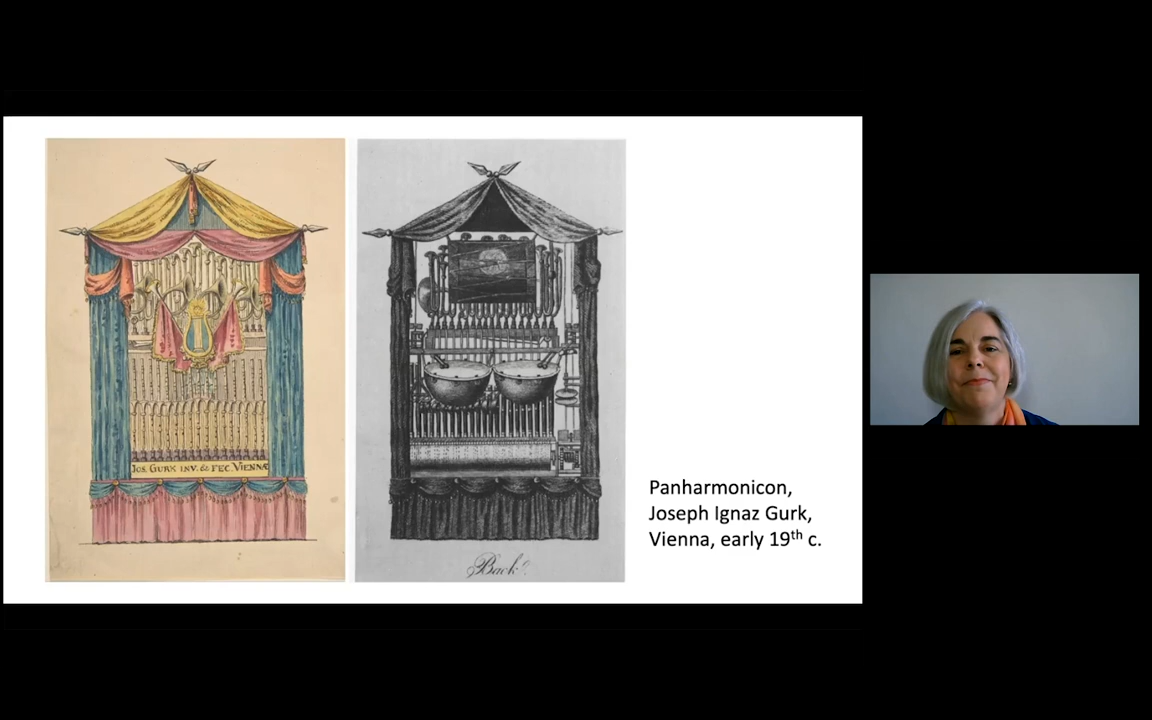 JOS. GURK INV. & FEC. VIENNÆ
Back.
Panharmonicon,
Joseph Ignaz Gurk,
Vienna, early 19th c.